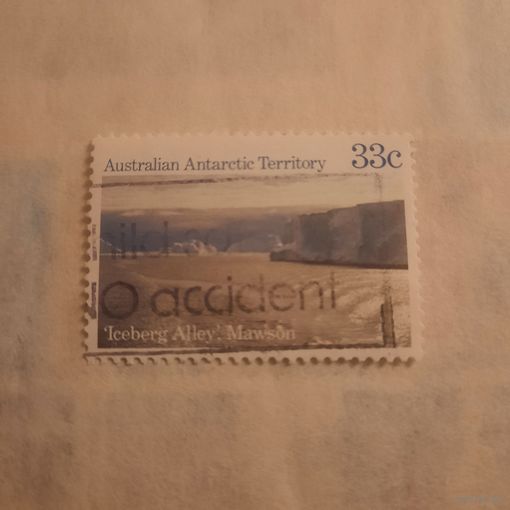 Australian Antarctic Territory 33c
accident
'Iceberg Alley', Mawson